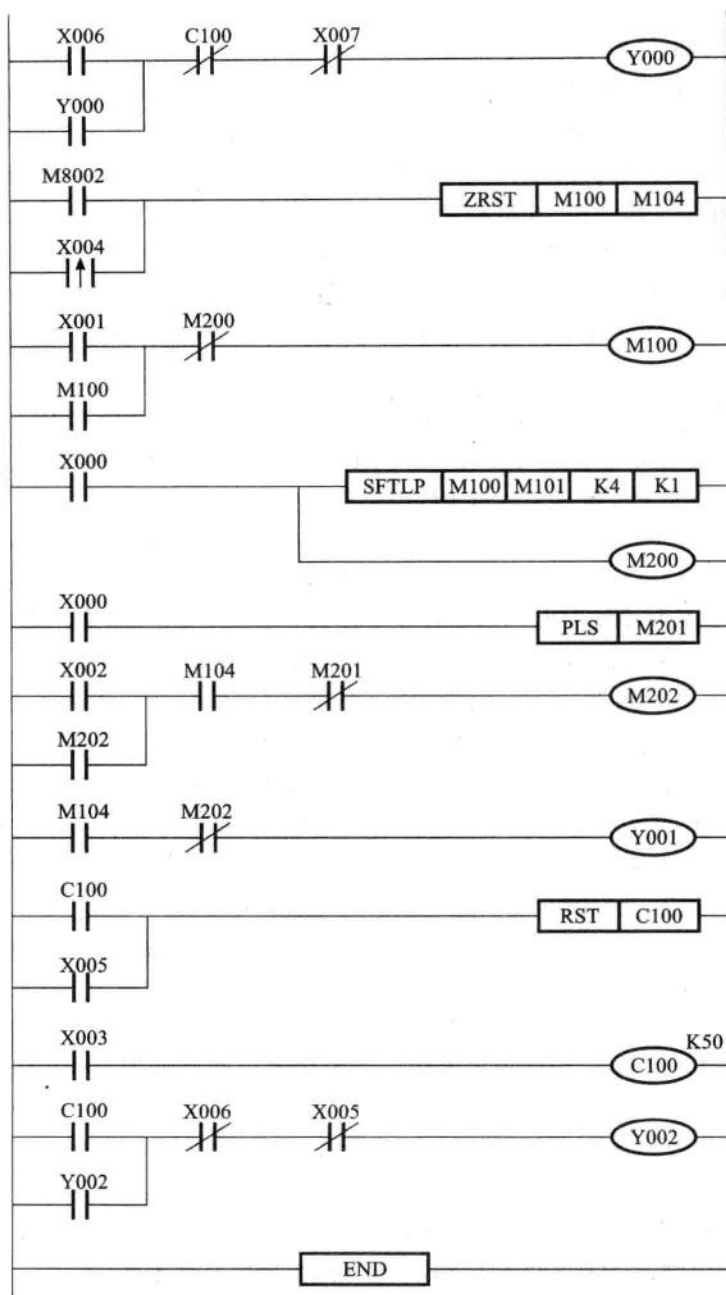 X006 C100 X007
Y000
Y000
M8002
ZRST M100 M104
X004
X001 M200
M100
M100
X000
SFTLP M100 M101 K4 K1
M200
X000
PLS M201
X002 M104 M201
M202
M202
M104 M202
Y001
C100
RST C100
X005
X003 K50
C100
C100 X006 X005
Y002
Y002
END